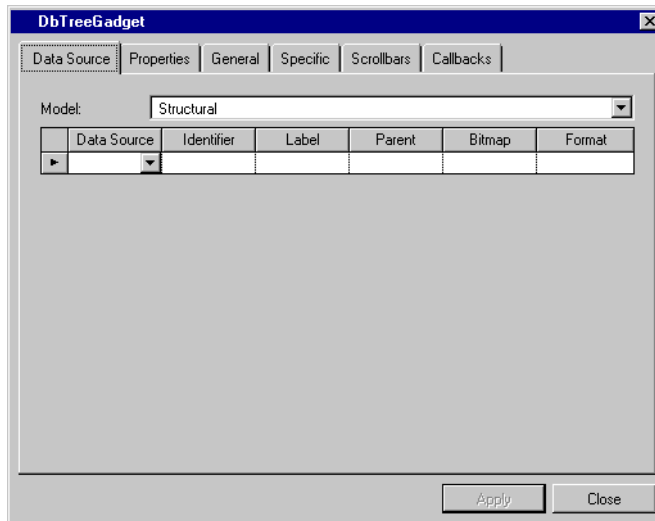 DbTreeGadget
Data Source Properties General Specific Scrollbars Callbacks
Model: Structural
Data Source Identifier Label Parent Bitmap Format
Apply Close